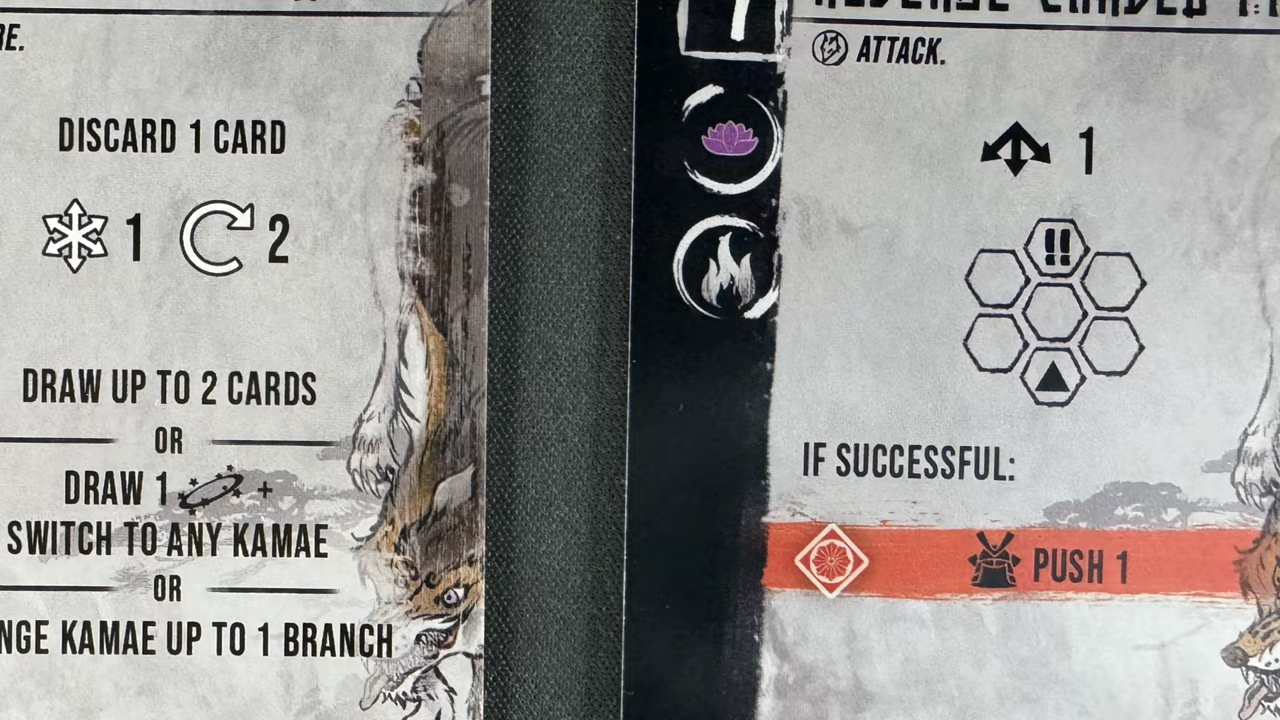 RE.
DISCARD 1 CARD
1 2
DRAW UP TO 2 CARDS
OR
DRAW 1 +
SWITCH TO ANY KAMAE
OR
NGE KAMAE UP TO 1 BRANCH
ATTACK.
1
!!
IF SUCCESSFUL:
PUSH 1